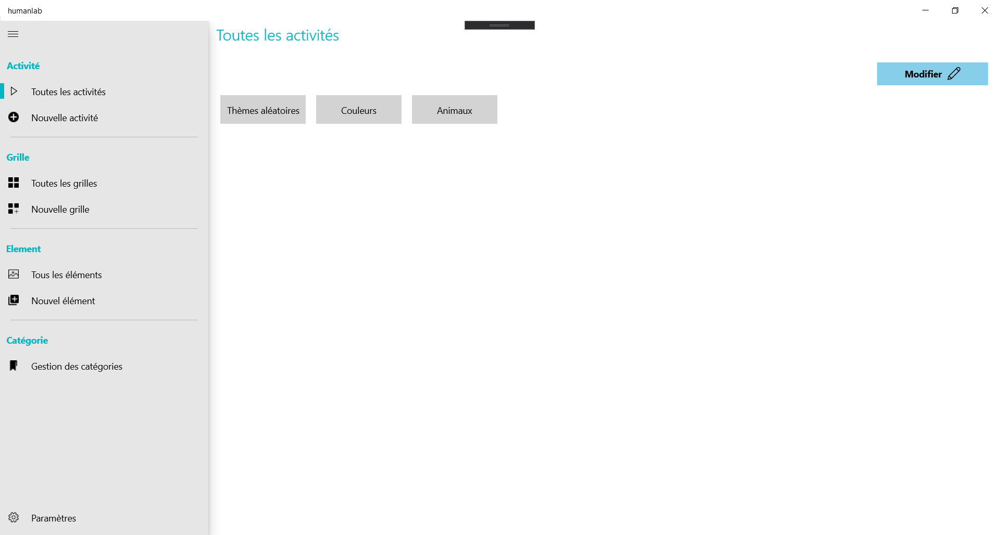 humanlab
Toutes les activités
Activité
Toutes les activités
Nouvelle activité
Grille
Toutes les grilles
Nouvelle grille
Element
Tous les éléments
Nouvel élément
Catégorie
Gestion des catégories
Paramètres
Modifier
Thèmes aléatoires
Couleurs
Animaux